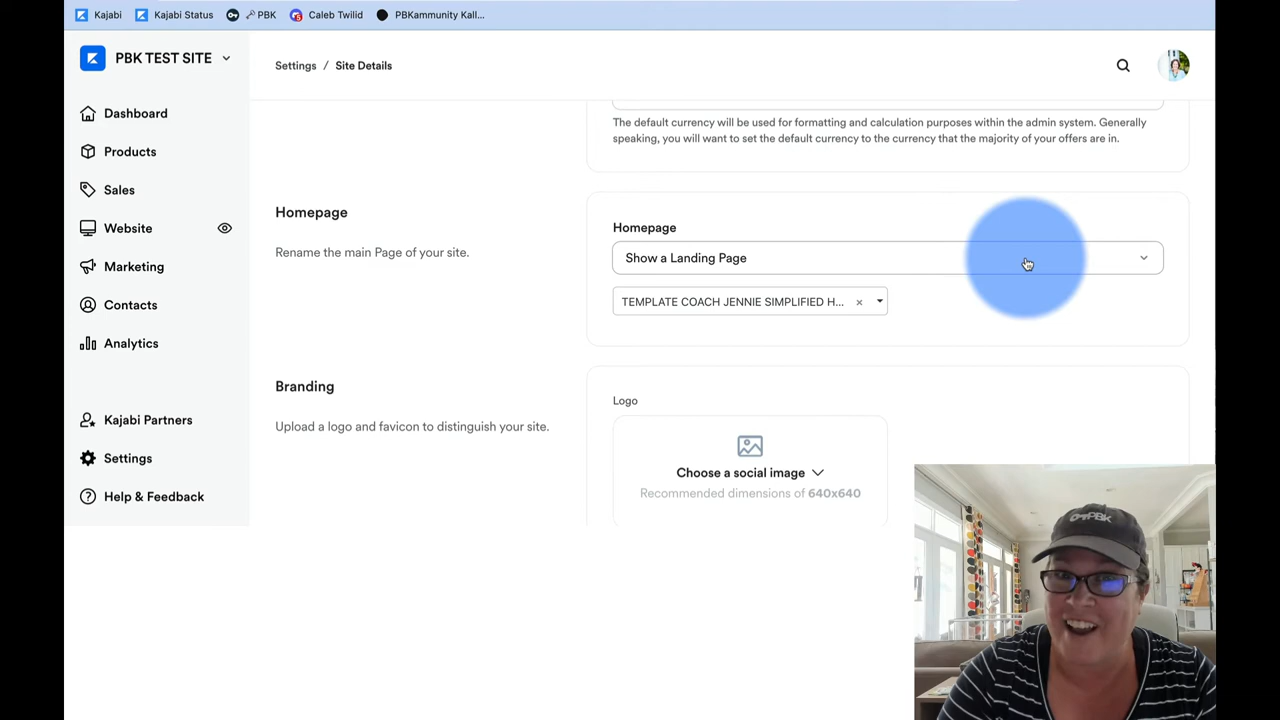 Kajabi
Kajabi Status
PBK
Caleb Twilid
PBKammunity Kall...
PBK TEST SITE
Settings / Site Details
Dashboard
Products
Sales
Website
Marketing
Contacts
Analytics
Kajabi Partners
Settings
Help & Feedback
The default currency will be used for formatting and calculation purposes within the admin system. Generally
speaking, you will want to set the default currency to the currency that the majority of your offers are in.
Homepage
Rename the main Page of your site.
Homepage
Show a Landing Page
TEMPLATE COACH JENNIE SIMPLIFIED H...
Branding
Upload a logo and favicon to distinguish your site.
Logo
Choose a social image
Recommended dimensions of 640x640
PBK